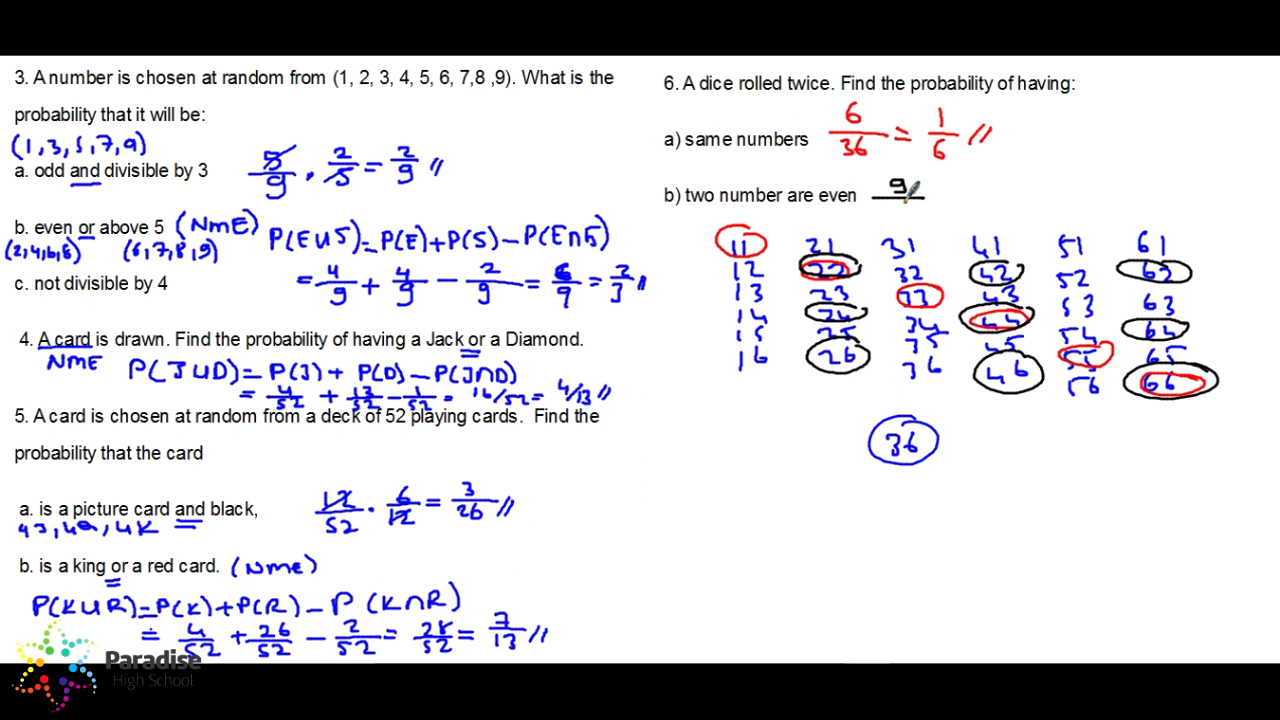 3. A number is chosen at random from (1, 2, 3, 4, 5, 6, 7,8 ,9). What is the
probability that it will be:
(1,3,5,7,9)
a. odd and divisible by 3 5/9 . 2/5 = 2/9 //
b. even or above 5 (NME) P(EU5)=P(E)+P(5)-P(E∩5)
(2,4,6,8) (6,7,8,9)
= 4/9 + 4/9 - 2/9 = 6/9 = 2/3 //
c. not divisible by 4
4. A card is drawn. Find the probability of having a Jack or a Diamond.
NME P(JUD)= P(J) + P(D) - P(J∩D)
= 4/52 + 13/52 - 1/52 = 16/52 = 4/13 //
5. A card is chosen at random from a deck of 52 playing cards. Find the
probability that the card
a. is a picture card and black, 12/52 . 6/12 = 3/26 //
4J, 4Q, 4K
b. is a king or a red card. (NME)
P(KUR)=P(K)+P(R)-P(K∩R)
= 4/52 + 26/52 - 2/52 = 28/52 = 7/13 //
Paradise
High School
6. A dice rolled twice. Find the probability of having:
a) same numbers 6/36 = 1/6 //
b) two number are even 9
11 21 31 41 51 61
12 22 32 42 52 62
13 23 33 43 53 63
14 24 34 44 54 64
15 25 35 45 55 65
16 26 36 46 56 66
36